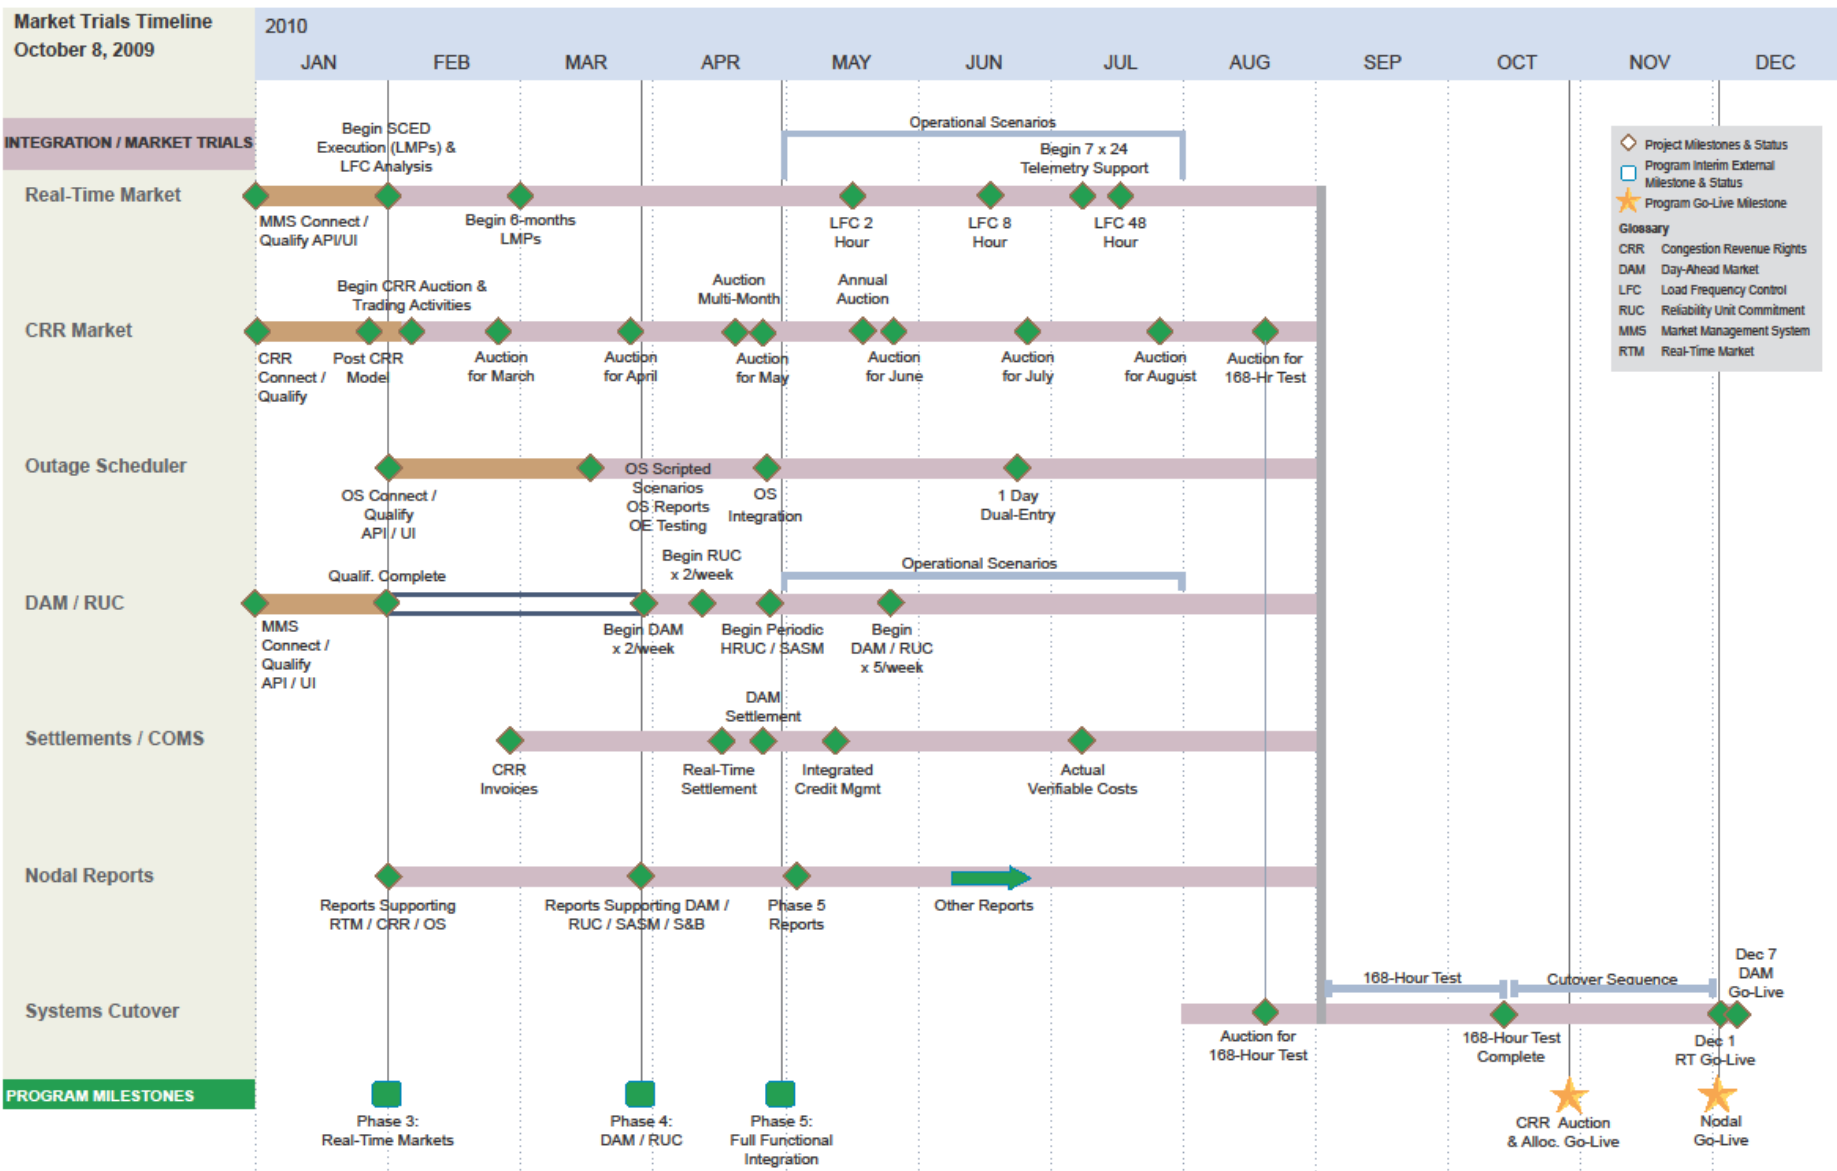 Market Trials Timeline
October 8, 2009
2010
JAN FEB MAR APR MAY JUN JUL AUG SEP OCT NOV DEC
INTEGRATION / MARKET TRIALS
Begin SCED
Execution (LMPs) &
LFC Analysis
Operational Scenarios
Begin 7 x 24
Telemetry Support
Real-Time Market
MMS Connect /
Qualify API/UI
Begin 6-months
LMPs
LFC 2
Hour
LFC 8
Hour
LFC 48
Hour
Project Milestones & Status
Program Interim External
Milestone & Status
Program Go-Live Milestone
Glossary
CRR Congestion Revenue Rights
DAM Day-Ahead Market
LFC Load Frequency Control
RUC Reliability Unit Commitment
MMS Market Management System
RTM Real-Time Market
Begin CRR Auction &
Trading Activities
Auction
Multi-Month
Annual
Auction
CRR Market
CRR
Connect /
Qualify
Post CRR
Model
Auction
for March
Auction
for April
Auction
for May
Auction
for June
Auction
for July
Auction
for August
Auction for
168-Hr Test
Outage Scheduler
OS Connect /
Qualify
API / UI
OS Scripted
Scenarios
OS Reports
OE Testing
OS
Integration
1 Day
Dual-Entry
Qualif. Complete
Begin RUC
x 2/week
Operational Scenarios
DAM / RUC
MMS
Connect /
Qualify
API / UI
Begin DAM
x 2/week
Begin Periodic
HRUC / SASM
Begin
DAM / RUC
x 5/week
DAM
Settlement
Settlements / COMS
CRR
Invoices
Real-Time
Settlement
Integrated
Credit Mgmt
Actual
Verifiable Costs
Nodal Reports
Reports Supporting
RTM / CRR / OS
Reports Supporting DAM /
RUC / SASM / S&B
Phase 5
Reports
Other Reports
168-Hour Test
Cutover Sequence
Dec 7
DAM
Go-Live
Systems Cutover
Auction for
168-Hour Test
168-Hour Test
Complete
Dec 1
RT Go-Live
PROGRAM MILESTONES
Phase 3:
Real-Time Markets
Phase 4:
DAM / RUC
Phase 5:
Full Functional
Integration
CRR Auction
& Alloc. Go-Live
Nodal
Go-Live